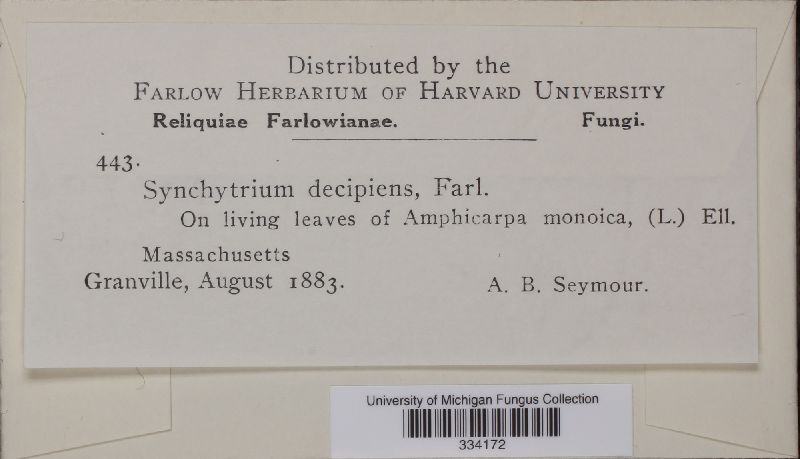 Distributed by the
Farlow Herbarium of Harvard University
Reliquiae Farlowianae. Fungi.
443.
Synchytrium decipiens, Farl.
On living leaves of Amphicarpa monoica, (L.) Ell.
Massachusetts
Granville, August 1883. A. B. Seymour.
University of Michigan Fungus Collection
334172